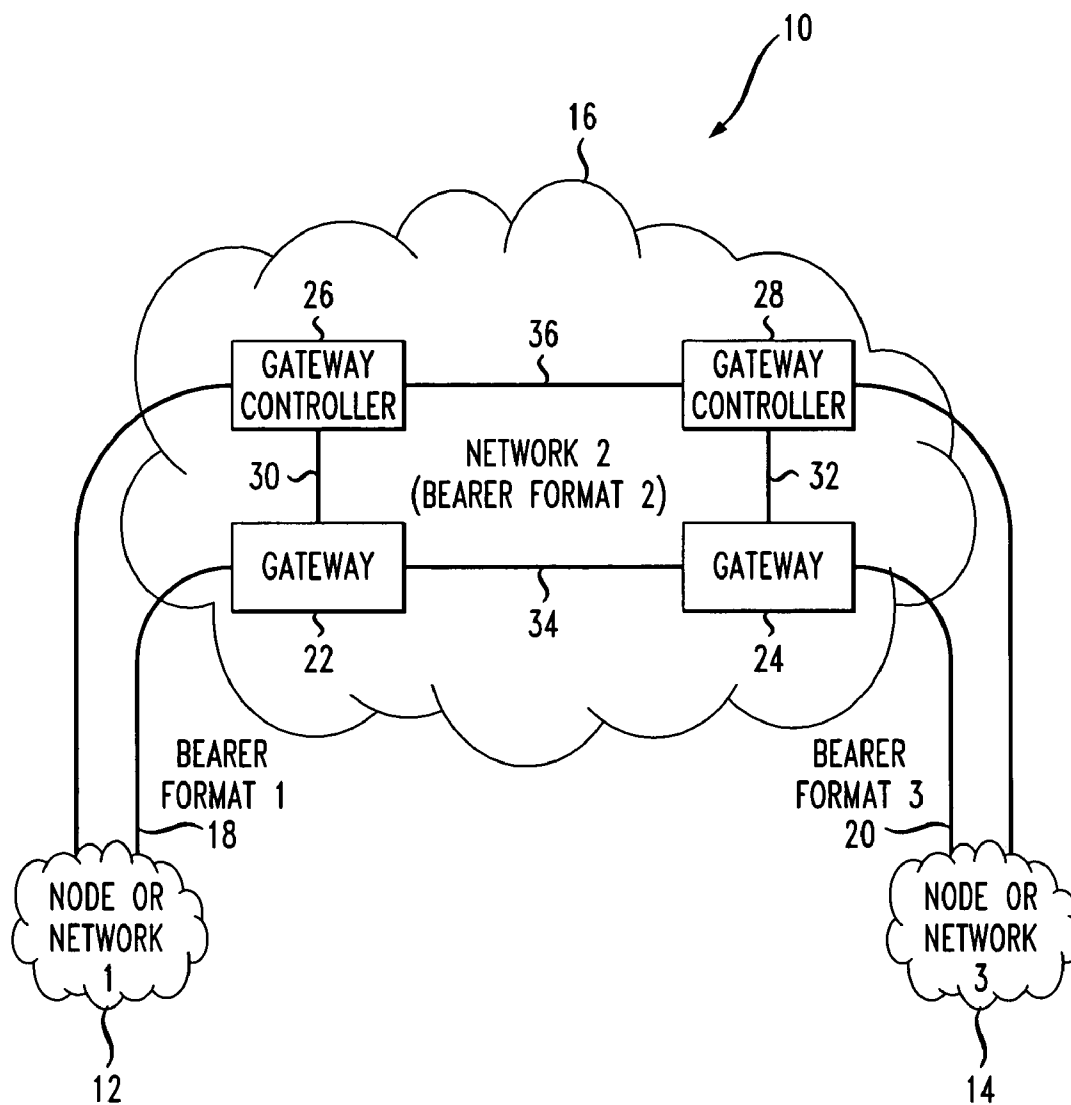 10
16
26
28
GATEWAY
CONTROLLER
36
GATEWAY
CONTROLLER
30
NETWORK 2
(BEARER FORMAT 2)
32
GATEWAY
GATEWAY
22
34
24
BEARER
FORMAT 1
18
BEARER
FORMAT 3
20
NODE OR
NETWORK
1
NODE OR
NETWORK
3
12
14